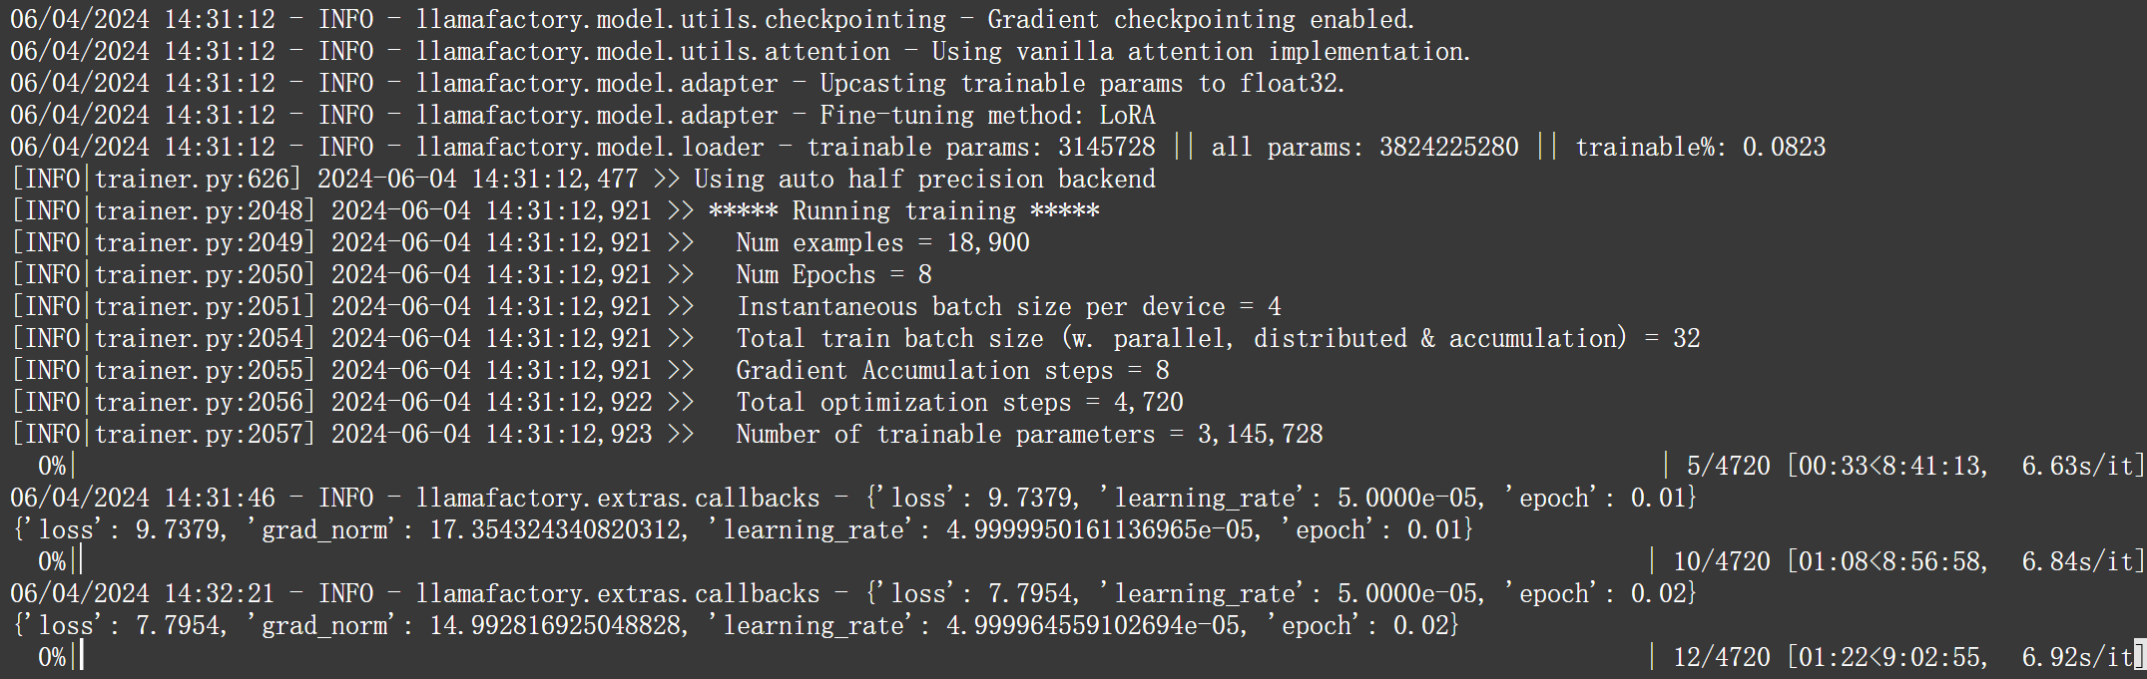 06/04/2024 14:31:12 - INFO - llamafactory.model.utils.checkpointing - Gradient checkpointing enabled.
06/04/2024 14:31:12 - INFO - llamafactory.model.utils.attention - Using vanilla attention implementation.
06/04/2024 14:31:12 - INFO - llamafactory.model.adapter - Upcasting trainable params to float32.
06/04/2024 14:31:12 - INFO - llamafactory.model.adapter - Fine-tuning method: LoRA
06/04/2024 14:31:12 - INFO - llamafactory.model.loader - trainable params: 3145728 || all params: 3824225280 || trainable%: 0.0823
[INFO|trainer.py:626] 2024-06-04 14:31:12,477 >> Using auto half precision backend
[INFO|trainer.py:2048] 2024-06-04 14:31:12,921 >> ***** Running training *****
[INFO|trainer.py:2049] 2024-06-04 14:31:12,921 >>   Num examples = 18,900
[INFO|trainer.py:2050] 2024-06-04 14:31:12,921 >>   Num Epochs = 8
[INFO|trainer.py:2051] 2024-06-04 14:31:12,921 >>   Instantaneous batch size per device = 4
[INFO|trainer.py:2054] 2024-06-04 14:31:12,921 >>   Total train batch size (w. parallel, distributed & accumulation) = 32
[INFO|trainer.py:2055] 2024-06-04 14:31:12,921 >>   Gradient Accumulation steps = 8
[INFO|trainer.py:2056] 2024-06-04 14:31:12,922 >>   Total optimization steps = 4,720
[INFO|trainer.py:2057] 2024-06-04 14:31:12,923 >>   Number of trainable parameters = 3,145,728
  0%| | 5/4720 [00:33<8:41:13,  6.63s/it]
06/04/2024 14:31:46 - INFO - llamafactory.extras.callbacks - {'loss': 9.7379, 'learning_rate': 5.0000e-05, 'epoch': 0.01}
{'loss': 9.7379, 'grad_norm': 17.354324340820312, 'learning_rate': 4.9999950161136965e-05, 'epoch': 0.01}
  0%|| | 10/4720 [01:08<8:56:58,  6.84s/it]
06/04/2024 14:32:21 - INFO - llamafactory.extras.callbacks - {'loss': 7.7954, 'learning_rate': 5.0000e-05, 'epoch': 0.02}
{'loss': 7.7954, 'grad_norm': 14.992816925048828, 'learning_rate': 4.999964559102694e-05, 'epoch': 0.02}
  0%|| | 12/4720 [01:22<9:02:55,  6.92s/it]